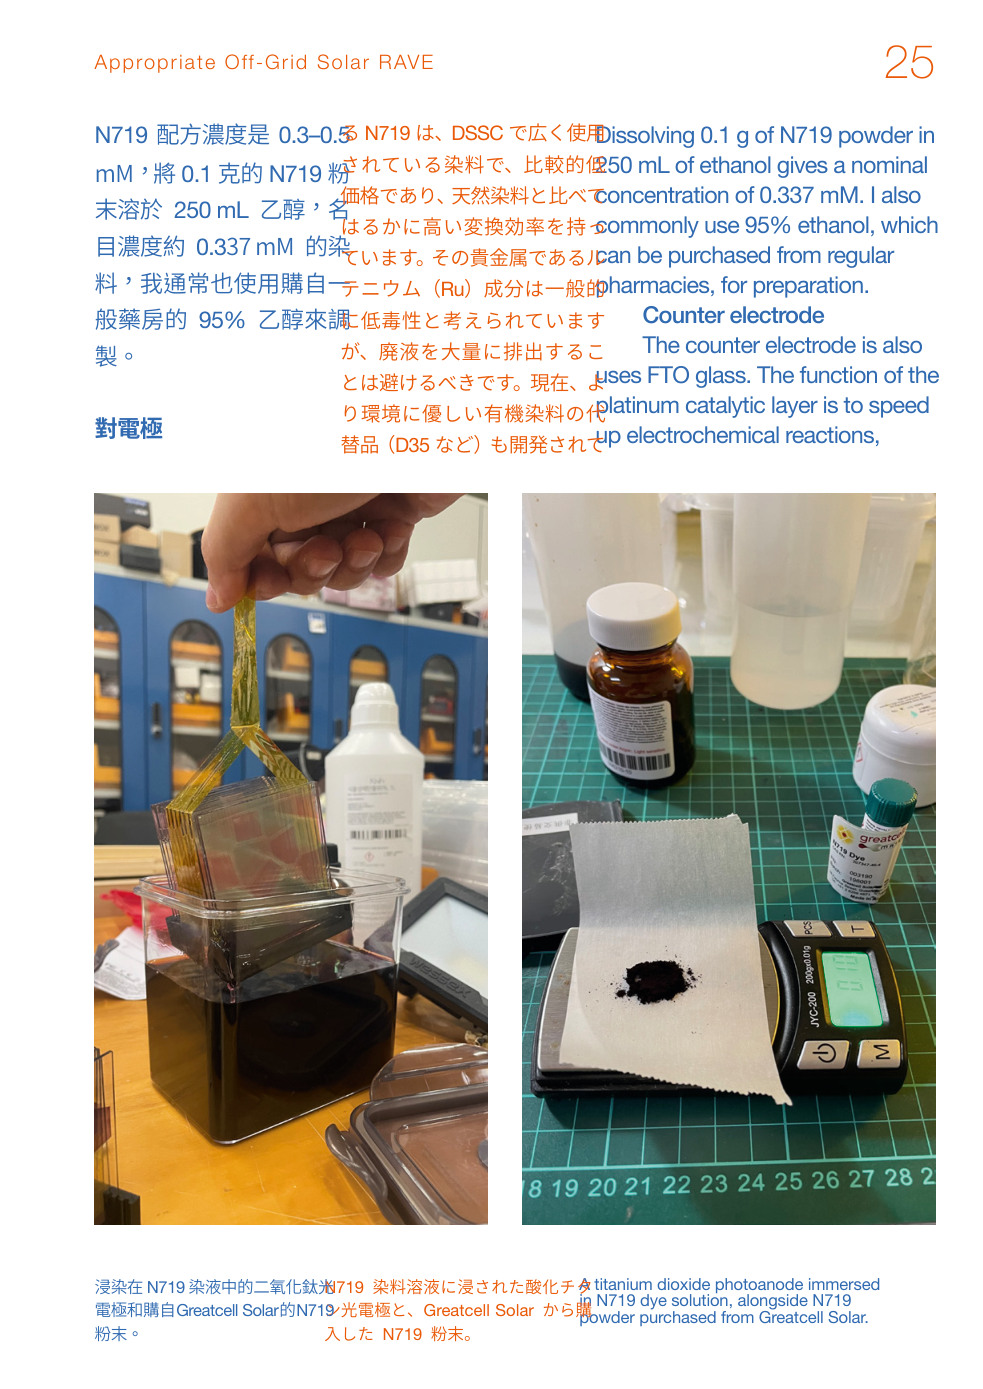 Appropriate Off-Grid Solar RAVE
25
N719 配方濃度是 0.3–0.5
mM，將 0.1 克的 N719 粉
末溶於 250 mL 乙醇，名
目濃度約 0.337 mM 的染
料，我通常也使用購自一
般藥房的 95% 乙醇來調
製。
對電極
る N719 は、DSSC で広く使用
されている染料で、比較的低
価格であり、天然染料と比べて
はるかに高い変換効率を持っ
ています。その貴金属であるル
テニウム（Ru）成分は一般的
に低毒性と考えられています
が、廃液を大量に排出するこ
とは避けるべきです。現在、よ
り環境に優しい有機染料の代
替品（D35 など）も開発されて
Dissolving 0.1 g of N719 powder in
250 mL of ethanol gives a nominal
concentration of 0.337 mM. I also
commonly use 95% ethanol, which
can be purchased from regular
pharmacies, for preparation.
Counter electrode
The counter electrode is also
uses FTO glass. The function of the
platinum catalytic layer is to speed
up electrochemical reactions,
greatcell
N719 Dye
PCS
T
200gx0.01g
JYC-200
M
18 19 20 21 22 23 24 25 26 27 28 2
浸染在 N719 染液中的二氧化鈦光
電極和購自Greatcell Solar的N719
粉末。
N719 染料溶液に浸された酸化チタ
ン光電極と、Greatcell Solar から購
入した N719 粉末。
A titanium dioxide photoanode immersed
in N719 dye solution, alongside N719
powder purchased from Greatcell Solar.